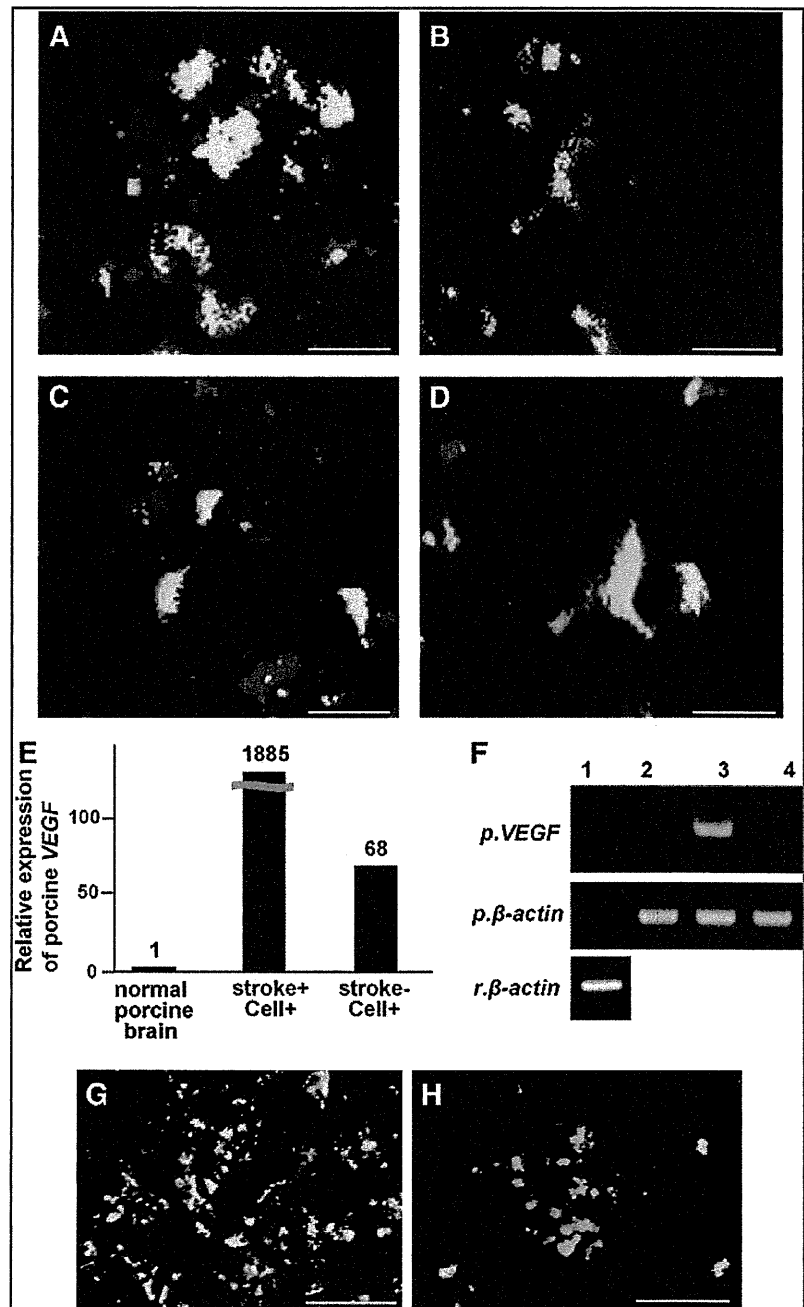 A
B
C
D
E
Relative expression
of porcine VEGF
100
50
0
1
1885
68
normal
porcine
brain
stroke+
Cell+
stroke-
Cell+
F
1 2 3 4
p.VEGF
p.β-actin
r.β-actin
G
H